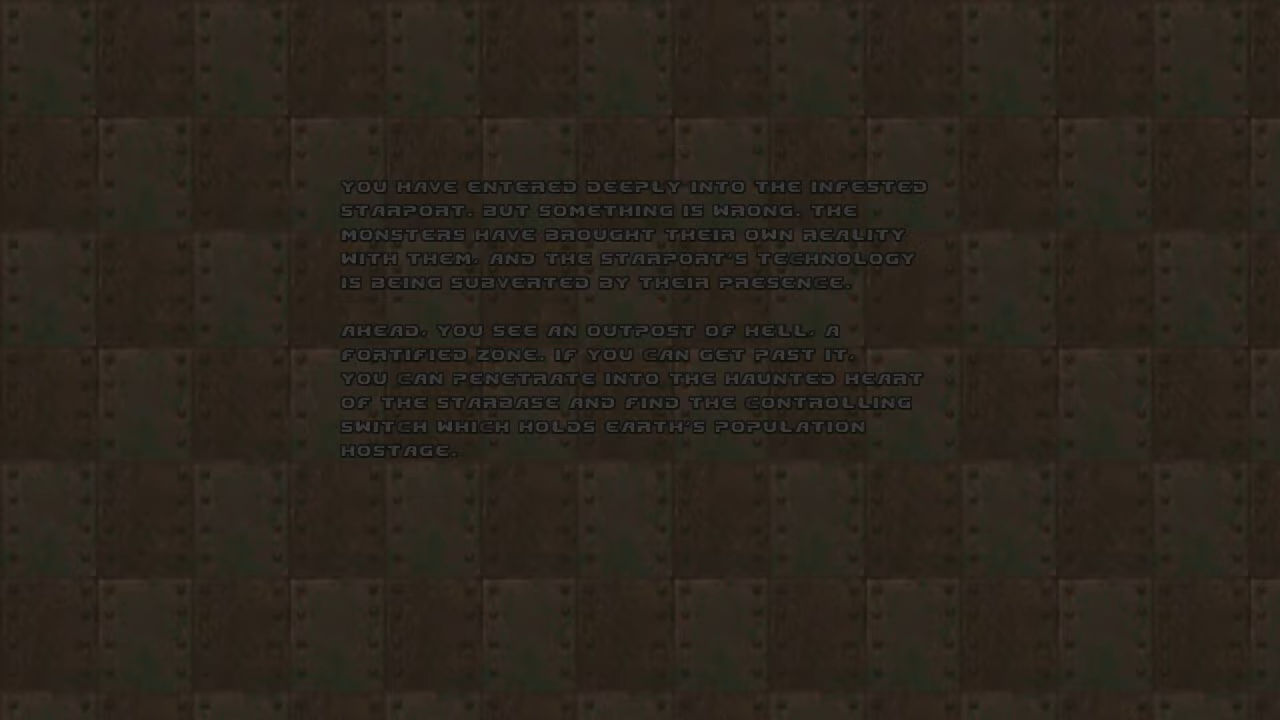 YOU HAVE ENTERED DEEPLY INTO THE INFESTED
STARPORT. BUT SOMETHING IS WRONG. THE
MONSTERS HAVE BROUGHT THEIR OWN REALITY
WITH THEM, AND THE STARPORT'S TECHNOLOGY
IS BEING SUBVERTED BY THEIR PRESENCE.
AHEAD, YOU SEE AN OUTPOST OF HELL, A
FORTIFIED ZONE. IF YOU CAN GET PAST IT,
YOU CAN PENETRATE INTO THE HAUNTED HEART
OF THE STARBASE AND FIND THE CONTROLLING
SWITCH WHICH HOLDS EARTH'S POPULATION
HOSTAGE.